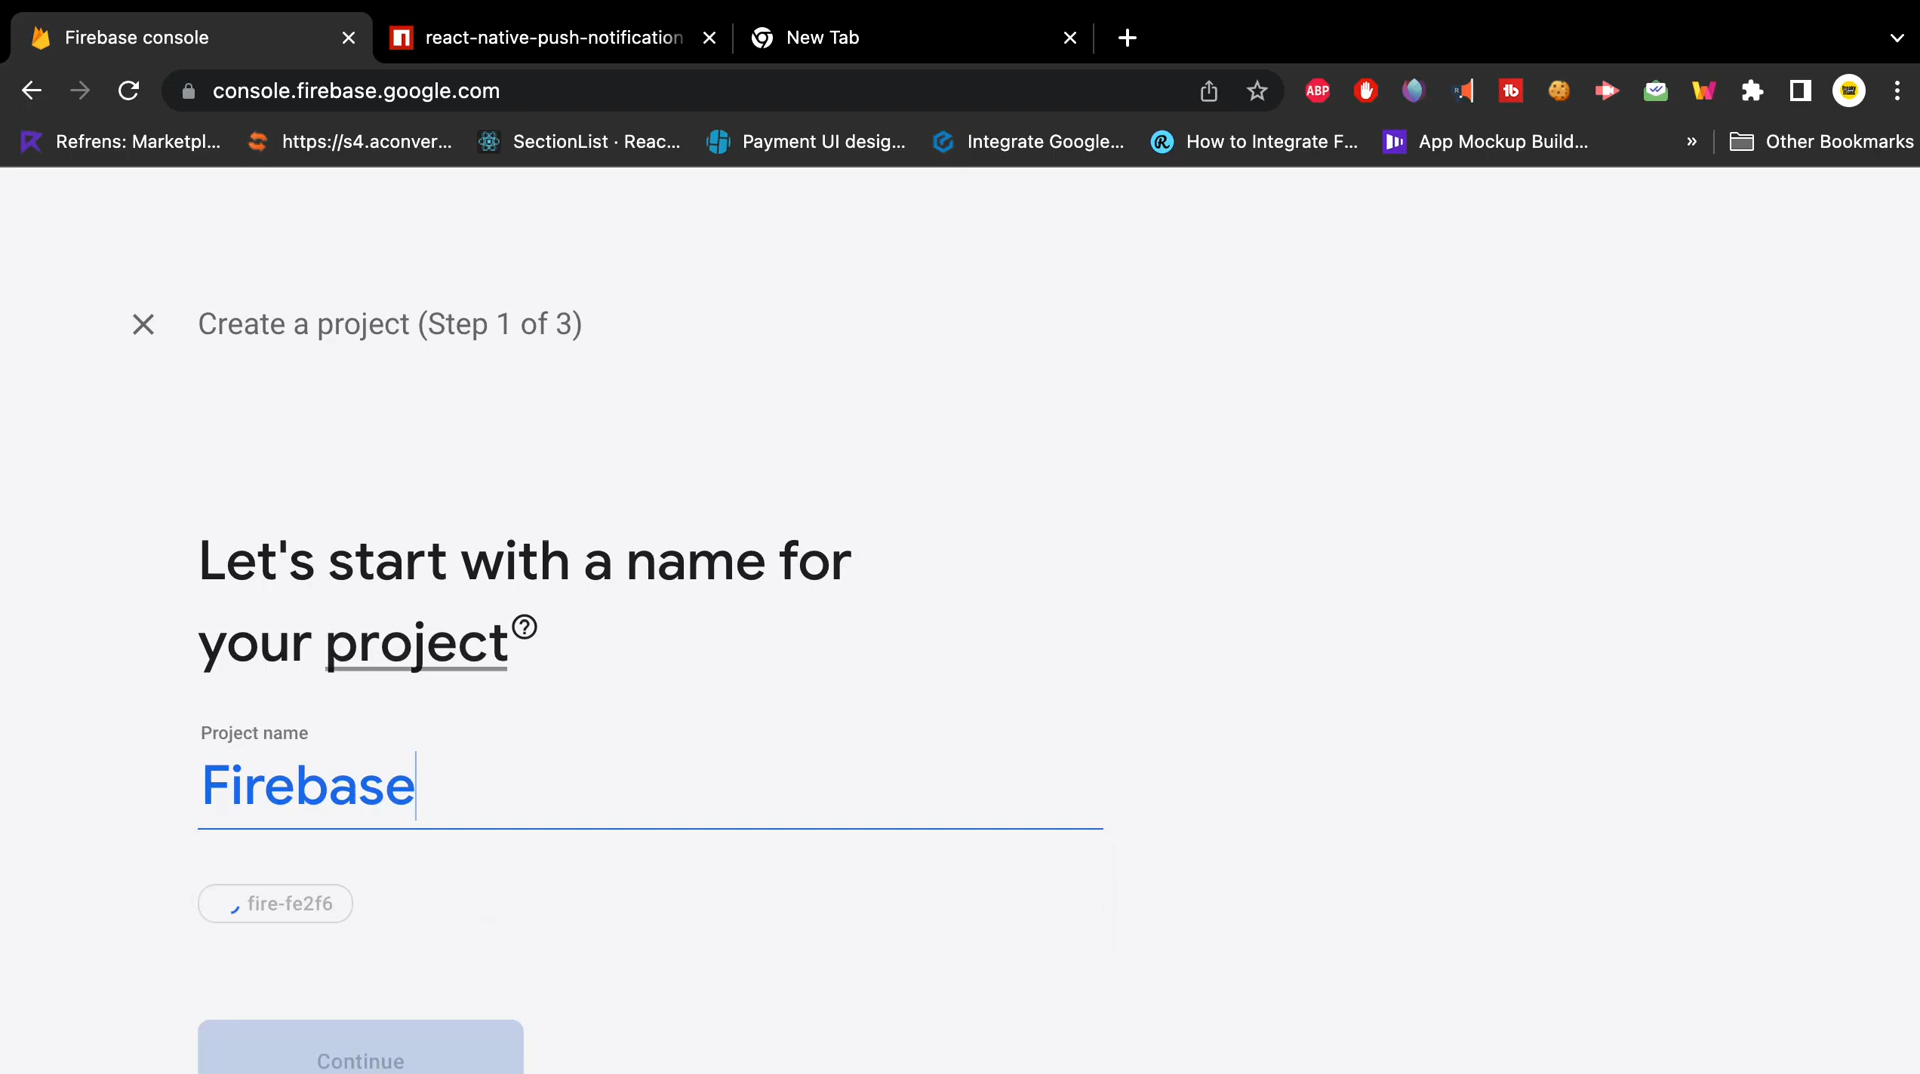 Firebase console
react-native-push-notification
New Tab
console.firebase.google.com
ABP
Refrens: Marketpl...
https://s4.aconver...
SectionList · Reac...
Payment UI desig...
Integrate Google...
How to Integrate F...
App Mockup Build...
»
Other Bookmarks
Create a project (Step 1 of 3)
Let's start with a name for
your project
Project name
Firebase
fire-fe2f6
Continue